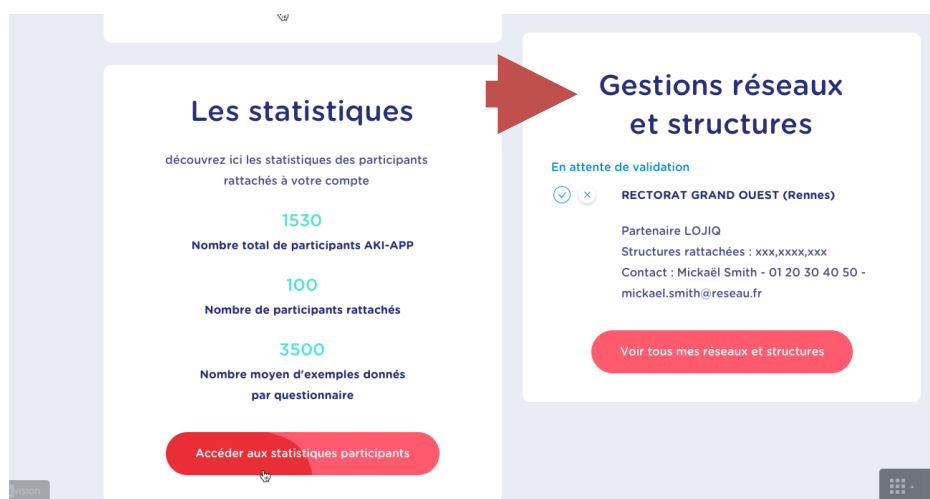 Les statistiques
découvrez ici les statistiques des participants
rattachés à votre compte
1530
Nombre total de participants AKI-APP
100
Nombre de participants rattachés
3500
Nombre moyen d'exemples donnés
par questionnaire
Accéder aux statistiques participants
Gestions réseaux
et structures
En attente de validation
RECTORAT GRAND OUEST (Rennes)
Partenaire LOJIQ
Structures rattachées : xxx,xxxx,xxx
Contact : Mickaël Smith - 01 20 30 40 50 -
mickael.smith@reseau.fr
Voir tous mes réseaux et structures